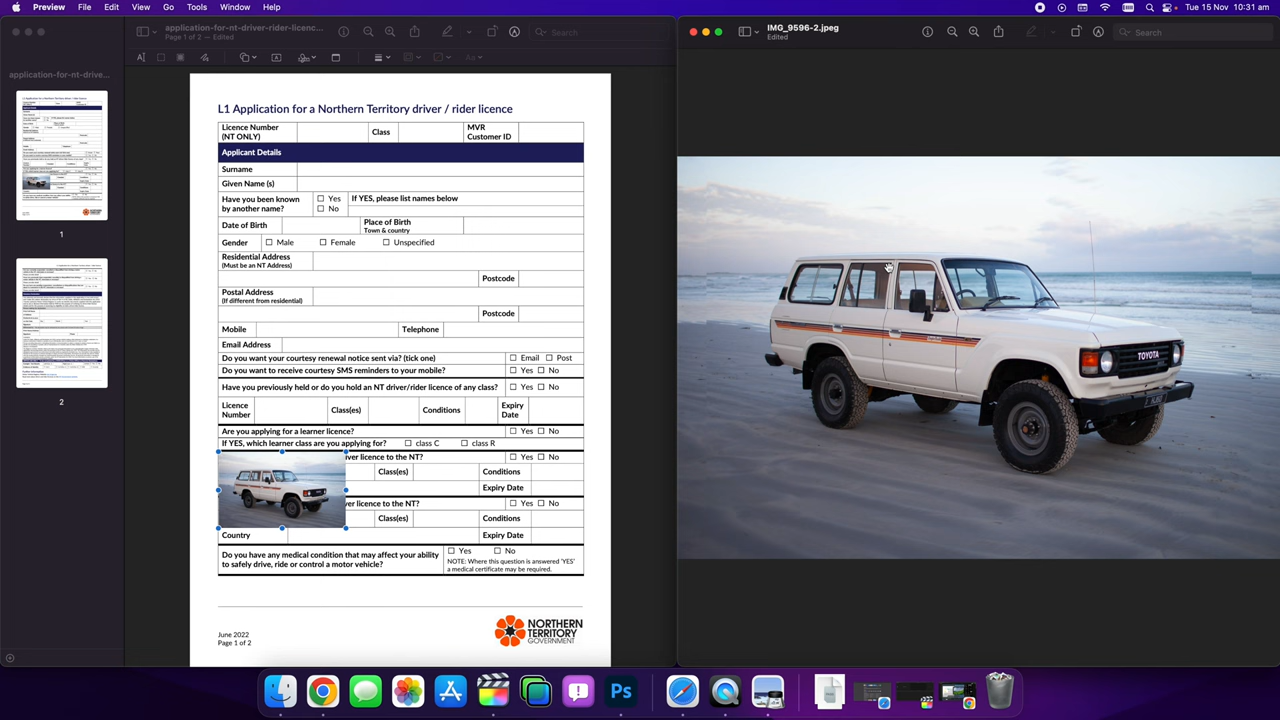 Preview File Edit View Go Tools Window Help
Tue 15 Nov 10:31 am
application-for-nt-driver-rider-licenc...
Page 1 of 2 — Edited
Search
IMG_9596-2.jpeg
Edited
Search
application-for-nt-drive...
1
2
L1 Application for a Northern Territory driver / rider licence
Licence Number
(NT ONLY)
Class
MVR
Customer ID
Applicant Details
Surname
Given Name (s)
Have you been known
by another name?
Yes
No
If YES, please list names below
Date of Birth
Place of Birth
Town & country
Gender
Male
Female
Unspecified
Residential Address
(Must be an NT Address)
Postcode
Postal Address
(If different from residential)
Postcode
Mobile
Telephone
Email Address
Do you want your courtesy renewal notice sent via? (tick one)
Email
Post
Do you want to receive courtesy SMS reminders to your mobile?
Yes
No
Have you previously held or do you hold an NT driver/rider licence of any class?
Yes
No
Licence
Number
Class(es)
Conditions
Expiry
Date
Are you applying for a learner licence?
Yes
No
If YES, which learner class are you applying for?
class C
class R
ver licence to the NT?
Yes
No
Class(es)
Conditions
Expiry Date
ver licence to the NT?
Yes
No
Class(es)
Conditions
Country
Expiry Date
Do you have any medical condition that may affect your ability
to safely drive, ride or control a motor vehicle?
Yes
No
NOTE: Where this question is answered 'YES'
a medical certificate may be required.
June 2022
Page 1 of 2
NORTHERN
TERRITORY
GOVERNMENT
TOYOTA
Ps